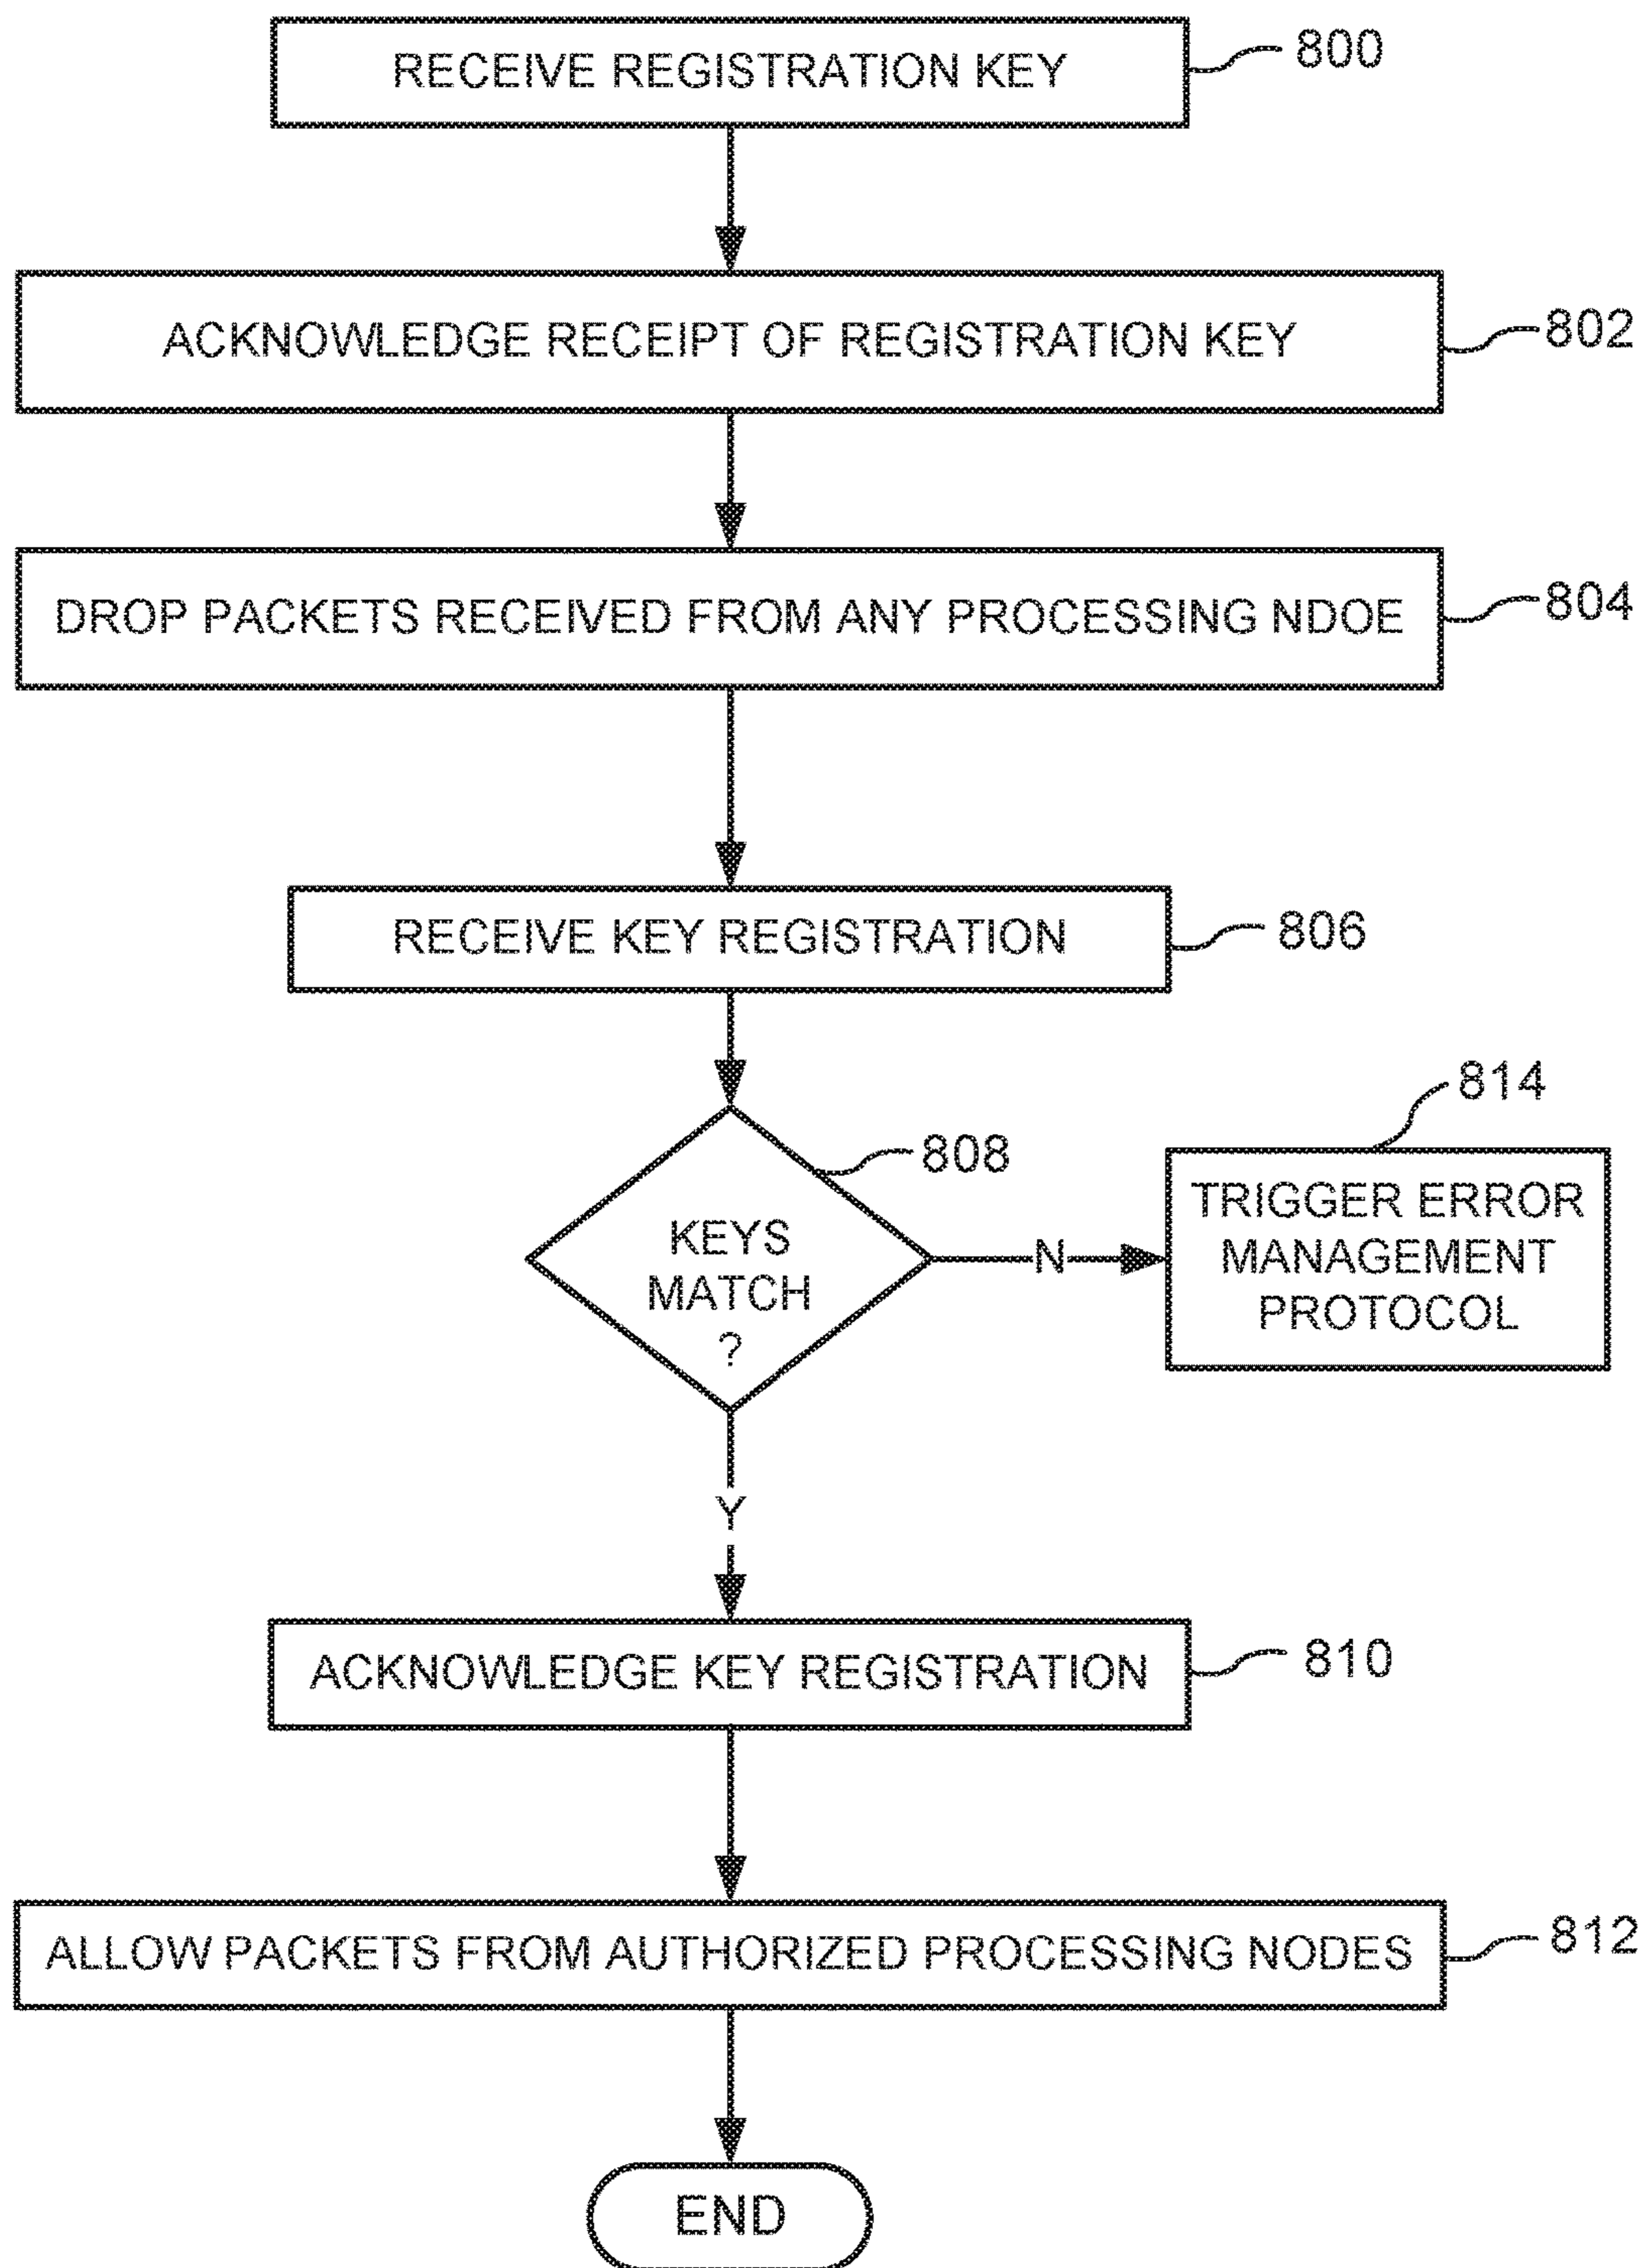 RECEIVE REGISTRATION KEY
800
ACKNOWLEDGE RECEIPT OF REGISTRATION KEY
802
DROP PACKETS RECEIVED FROM ANY PROCESSING NDOE
804
RECEIVE KEY REGISTRATION
806
KEYS
MATCH
?
808
N
814
TRIGGER ERROR
MANAGEMENT
PROTOCOL
Y
ACKNOWLEDGE KEY REGISTRATION
810
ALLOW PACKETS FROM AUTHORIZED PROCESSING NODES
812
END